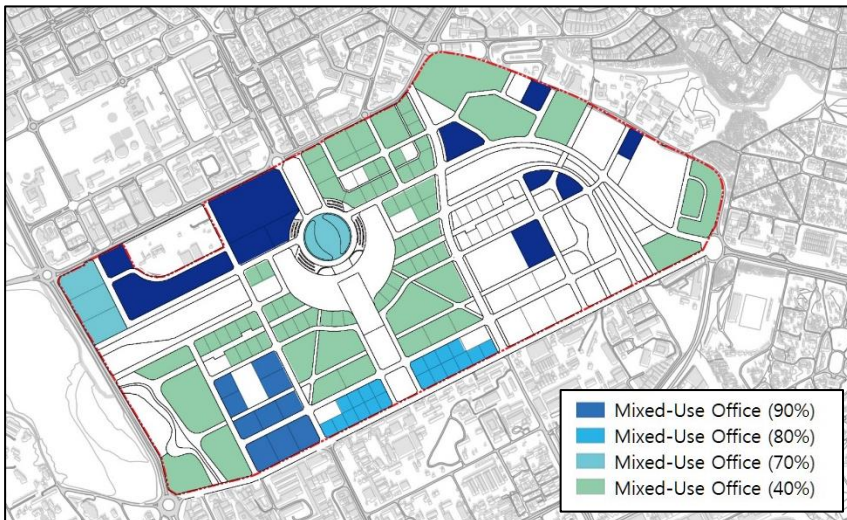 Mixed-Use Office (90%)
Mixed-Use Office (80%)
Mixed-Use Office (70%)
Mixed-Use Office (40%)